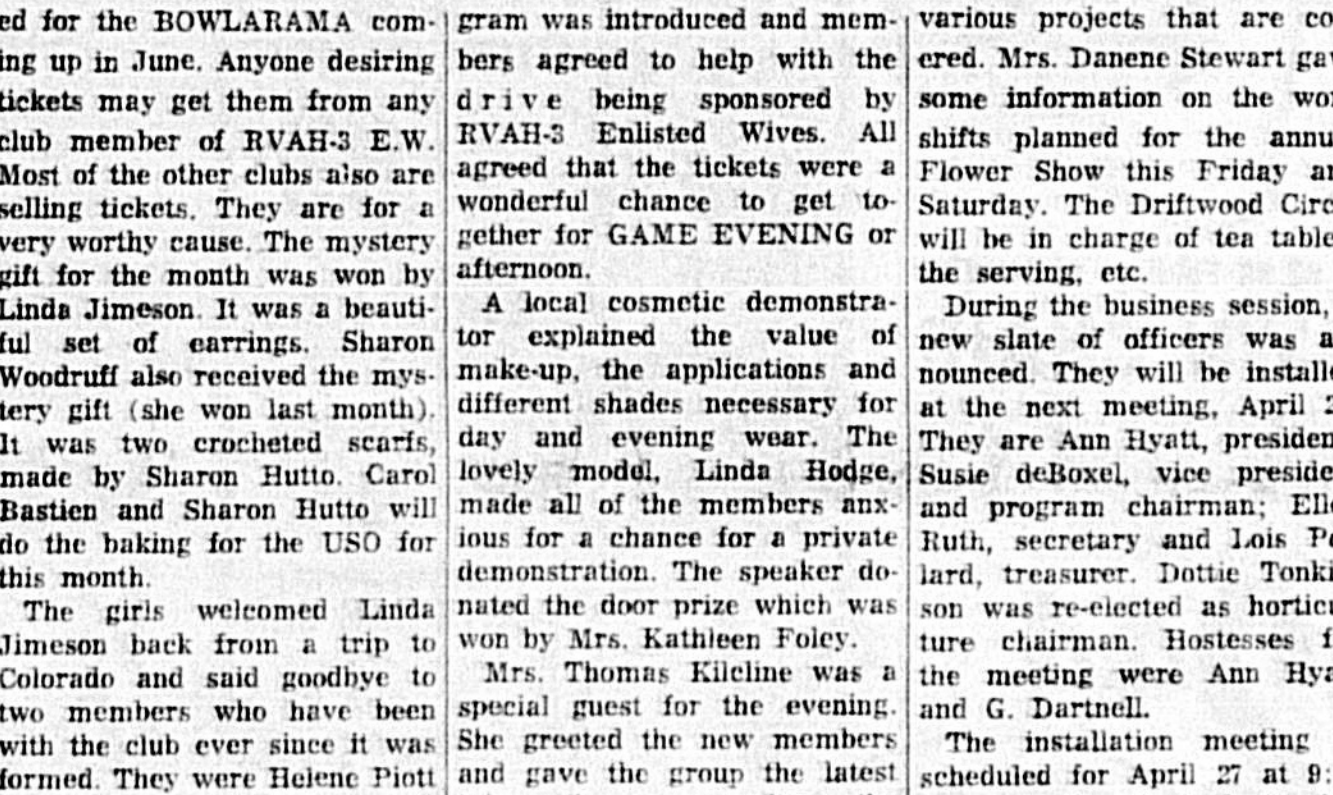 ed for the BOWLARAMA com-
ing up in June. Anyone desiring
tickets may get them from any
club member of RVAH-3 E.W.
Most of the other clubs also are
selling tickets. They are for a
very worthy cause. The mystery
gift for the month was won by
Linda Jimeson. It was a beauti-
ful set of earrings. Sharon
Woodruff also received the mys-
tery gift (she won last month).
It was two crocheted scarfs,
made by Sharon Hutto. Carol
Bastien and Sharon Hutto will
do the baking for the USO for
this month.
The girls welcomed Linda
Jimeson back from a trip to
Colorado and said goodbye to
two members who have been
with the club ever since it was
formed. They were Helene Piott
gram was introduced and mem-
bers agreed to help with the
drive being sponsored by
RVAH-3 Enlisted Wives. All
agreed that the tickets were a
wonderful chance to get to-
gether for GAME EVENING or
afternoon.
A local cosmetic demonstra-
tor explained the value of
make-up, the applications and
different shades necessary for
day and evening wear. The
lovely model, Linda Hodge,
made all of the members anx-
ious for a chance for a private
demonstration. The speaker do-
nated the door prize which was
won by Mrs. Kathleen Foley.
Mrs. Thomas Kilcline was a
special guest for the evening.
She greeted the new members
and gave the group the latest
various projects that are co
ered. Mrs. Danene Stewart gav
some information on the wor
shifts planned for the annu
Flower Show this Friday an
Saturday. The Driftwood Circ
will be in charge of tea table
the serving, etc.
During the business session,
new slate of officers was a
nounced. They will be installe
at the next meeting, April 2
They are Ann Hyatt, presiden
Susie deBoxel, vice preside
and program chairman; Elle
Ruth, secretary and Lois Po
lard, treasurer. Dottie Tonki
son was re-elected as horticu
ture chairman. Hostesses f
the meeting were Ann Hya
and G. Dartnell.
The installation meeting
scheduled for April 27 at 9: